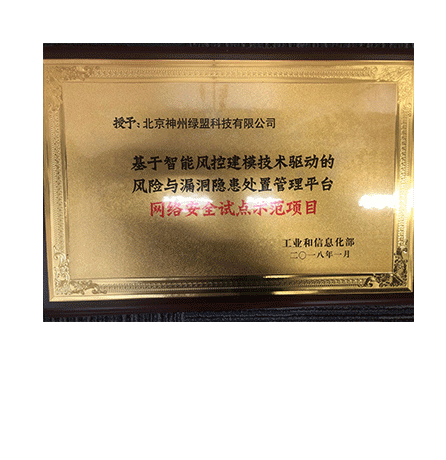 授予：北京神州绿盟科技有限公司
基于智能风控建模技术驱动的
风险与漏洞隐患处置管理平台
网络安全试点示范项目
工业和信息化部
二〇一八年一月